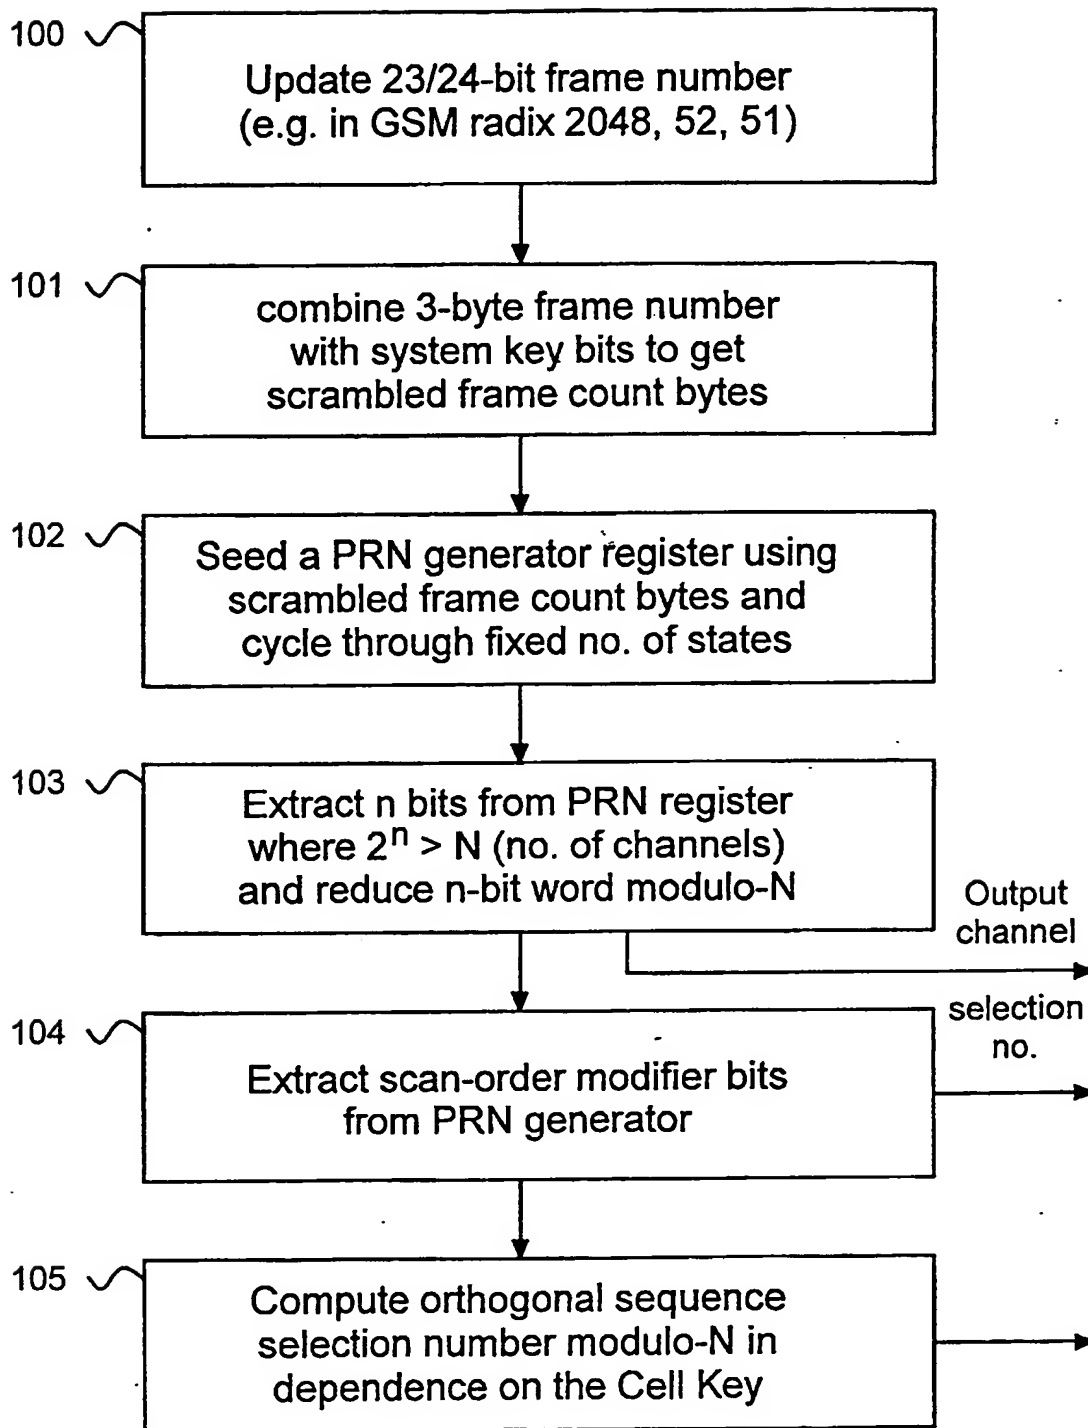 100
Update 23/24-bit frame number
(e.g. in GSM radix 2048, 52, 51)
101
combine 3-byte frame number
with system key bits to get
scrambled frame count bytes
102
Seed a PRN generator register using
scrambled frame count bytes and
cycle through fixed no. of states
103
Extract n bits from PRN register
where 2ⁿ > N (no. of channels)
and reduce n-bit word modulo-N
Output
channel
selection
no.
104
Extract scan-order modifier bits
from PRN generator
105
Compute orthogonal sequence
selection number modulo-N in
dependence on the Cell Key